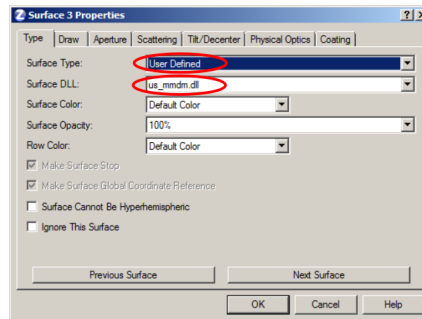 Surface 3 Properties
Type Draw Aperture Scattering Tilt/Decenter Physical Optics Coating
Surface Type: User Defined
Surface DLL: us_mmdm.dll
Surface Color: Default Color
Surface Opacity: 100%
Row Color: Default Color
Make Surface Stop
Make Surface Global Coordinate Reference
Surface Cannot Be Hyperhemispheric
Ignore This Surface
Previous Surface Next Surface
OK Cancel Help